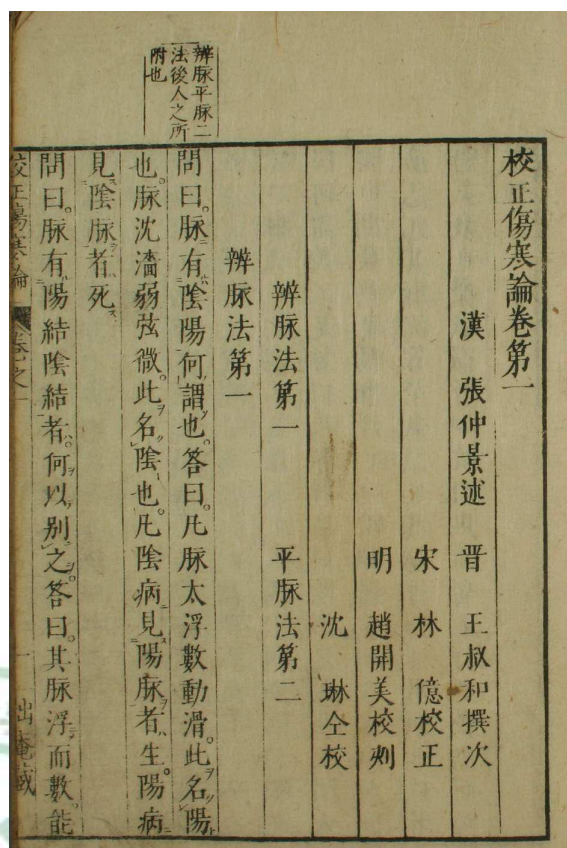 校正傷寒論卷第一
漢 張仲景述 晋 王叔和撰次
宋 林 億校正
明 趙開美校刻
沈 琳仝校
辨脉法第一 平脉法第二
辨脉法第一
問曰。脉有陰陽何謂也。答曰。凡脉太浮數動滑。此名陽
也。脉沈濇弱弦微。此名陰也。凡陰病見陽脉者生。陽病
見陰脉者死
問曰。脉有陽結陰結者。何以別之。答曰。其脉浮而數。能
校正傷寒論 卷之一 一
辨脉平脉二
法後人之所
附也